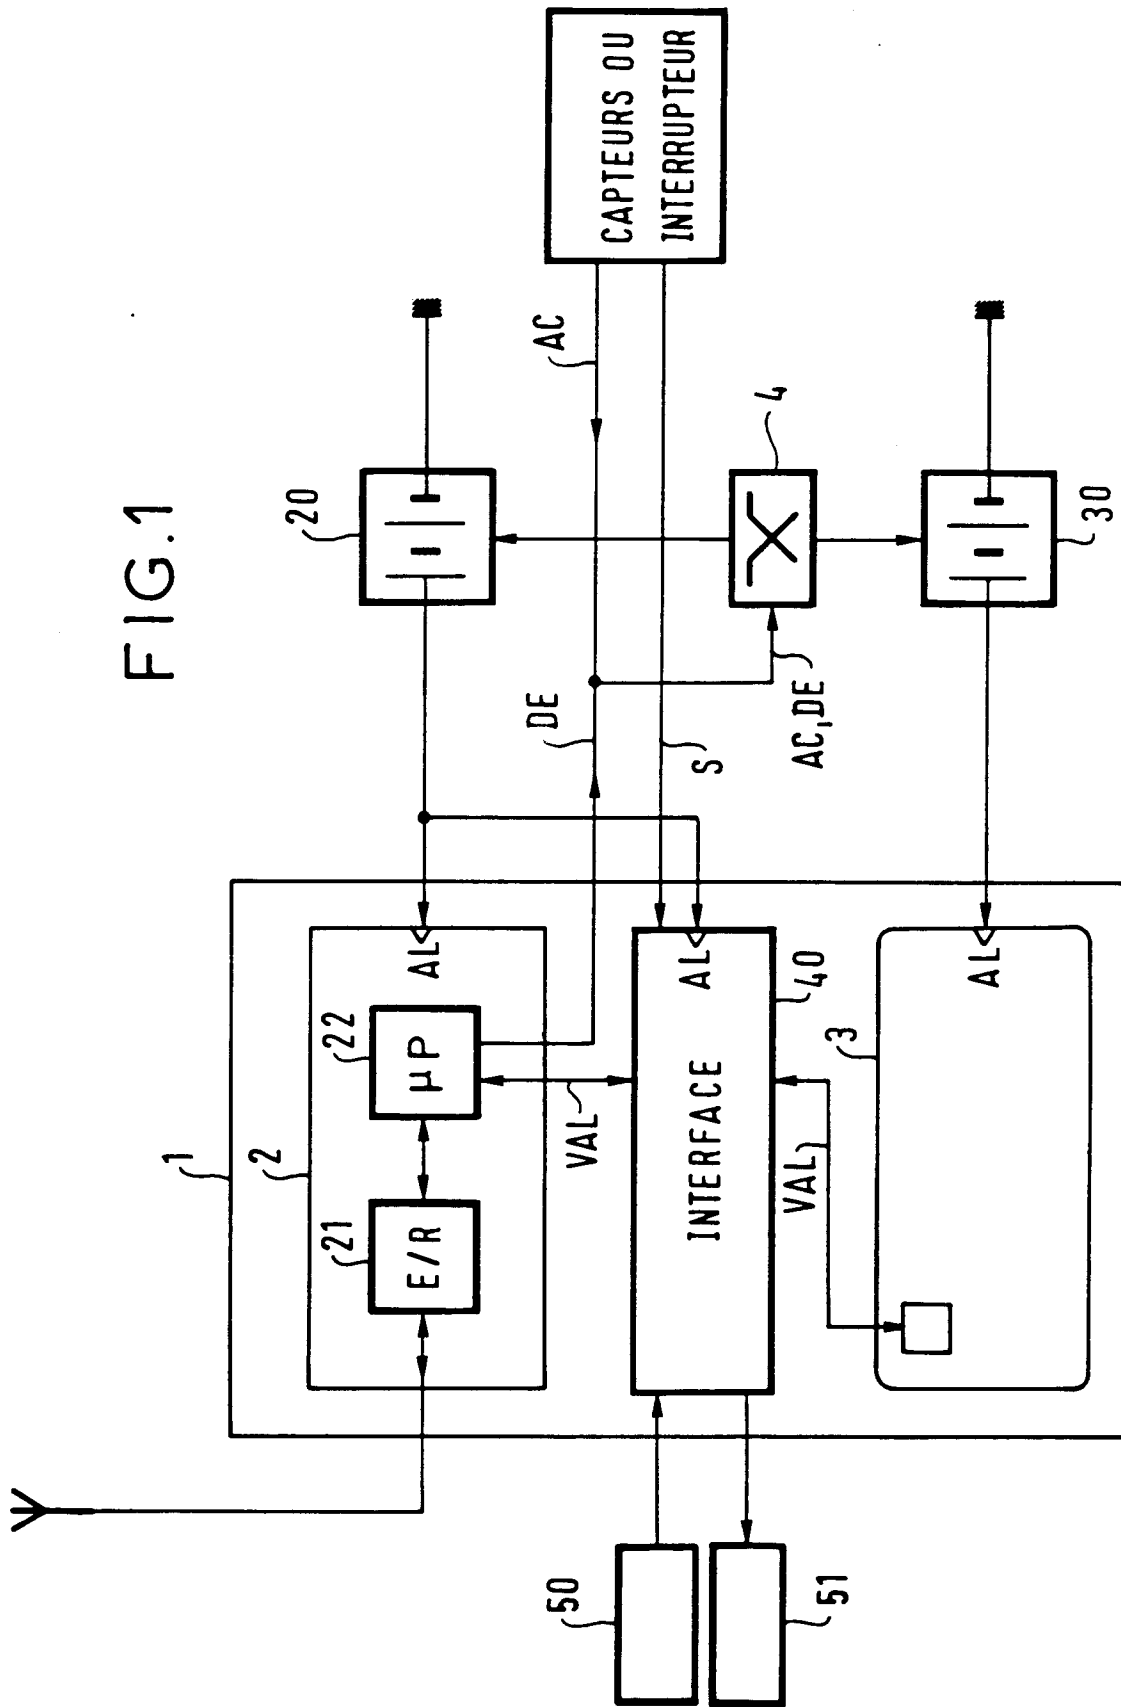 FIG.1
1
2
21
E/R
22
µP
AL
20
DE
AC
CAPTEURS OU
INTERRUPTEUR
VAL
S
4
AC,DE
50
51
INTERFACE
AL
40
VAL
3
AL
30